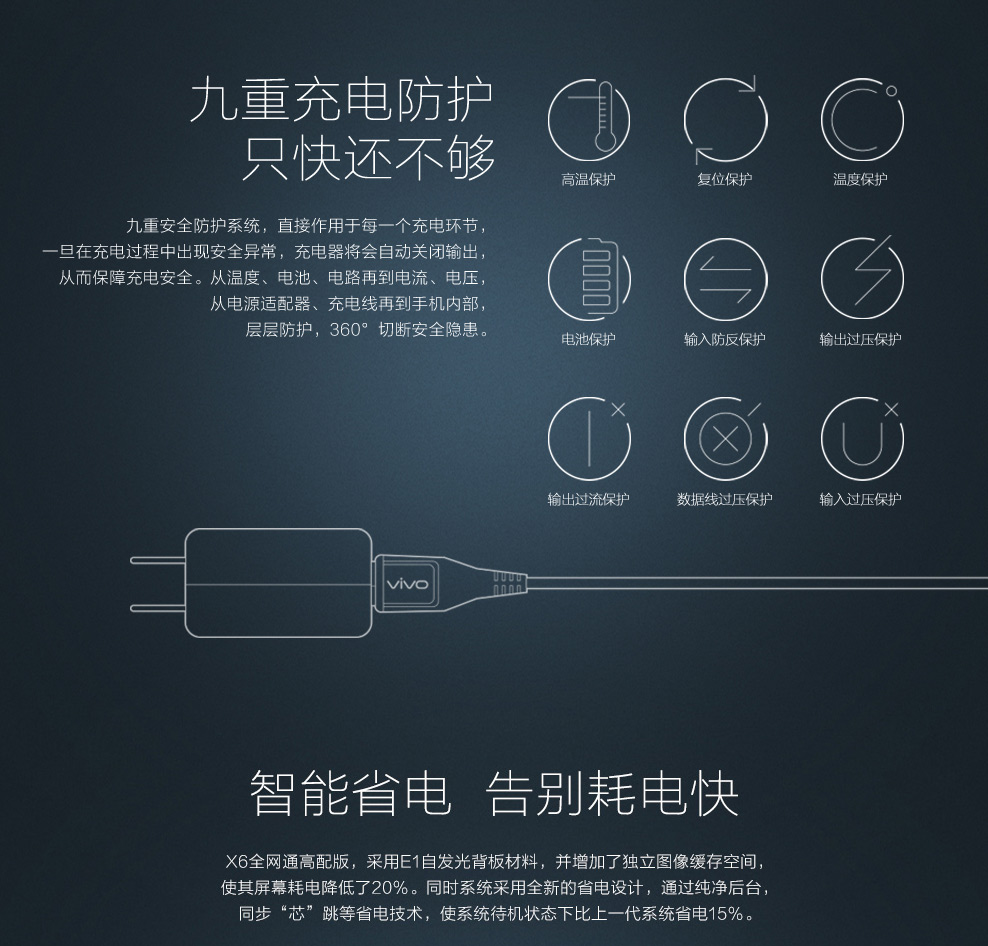 九重充电防护
只快还不够
九重安全防护系统，直接作用于每一个充电环节，
一旦在充电过程中出现安全异常，充电器将会自动关闭输出，
从而保障充电安全。从温度、电池、电路再到电流、电压，
从电源适配器、充电线再到手机内部，
层层防护，360°切断安全隐患。
高温保护
复位保护
温度保护
电池保护
输入防反保护
输出过压保护
输出过流保护
数据线过压保护
输入过压保护
vivo
智能省电 告别耗电快
X6全网通高配版，采用E1自发光背板材料，并增加了独立图像缓存空间，
使其屏幕耗电降低了20%。同时系统采用全新的省电设计，通过纯净后台，
同步“芯”跳等省电技术，使系统待机状态下比上一代系统省电15%。